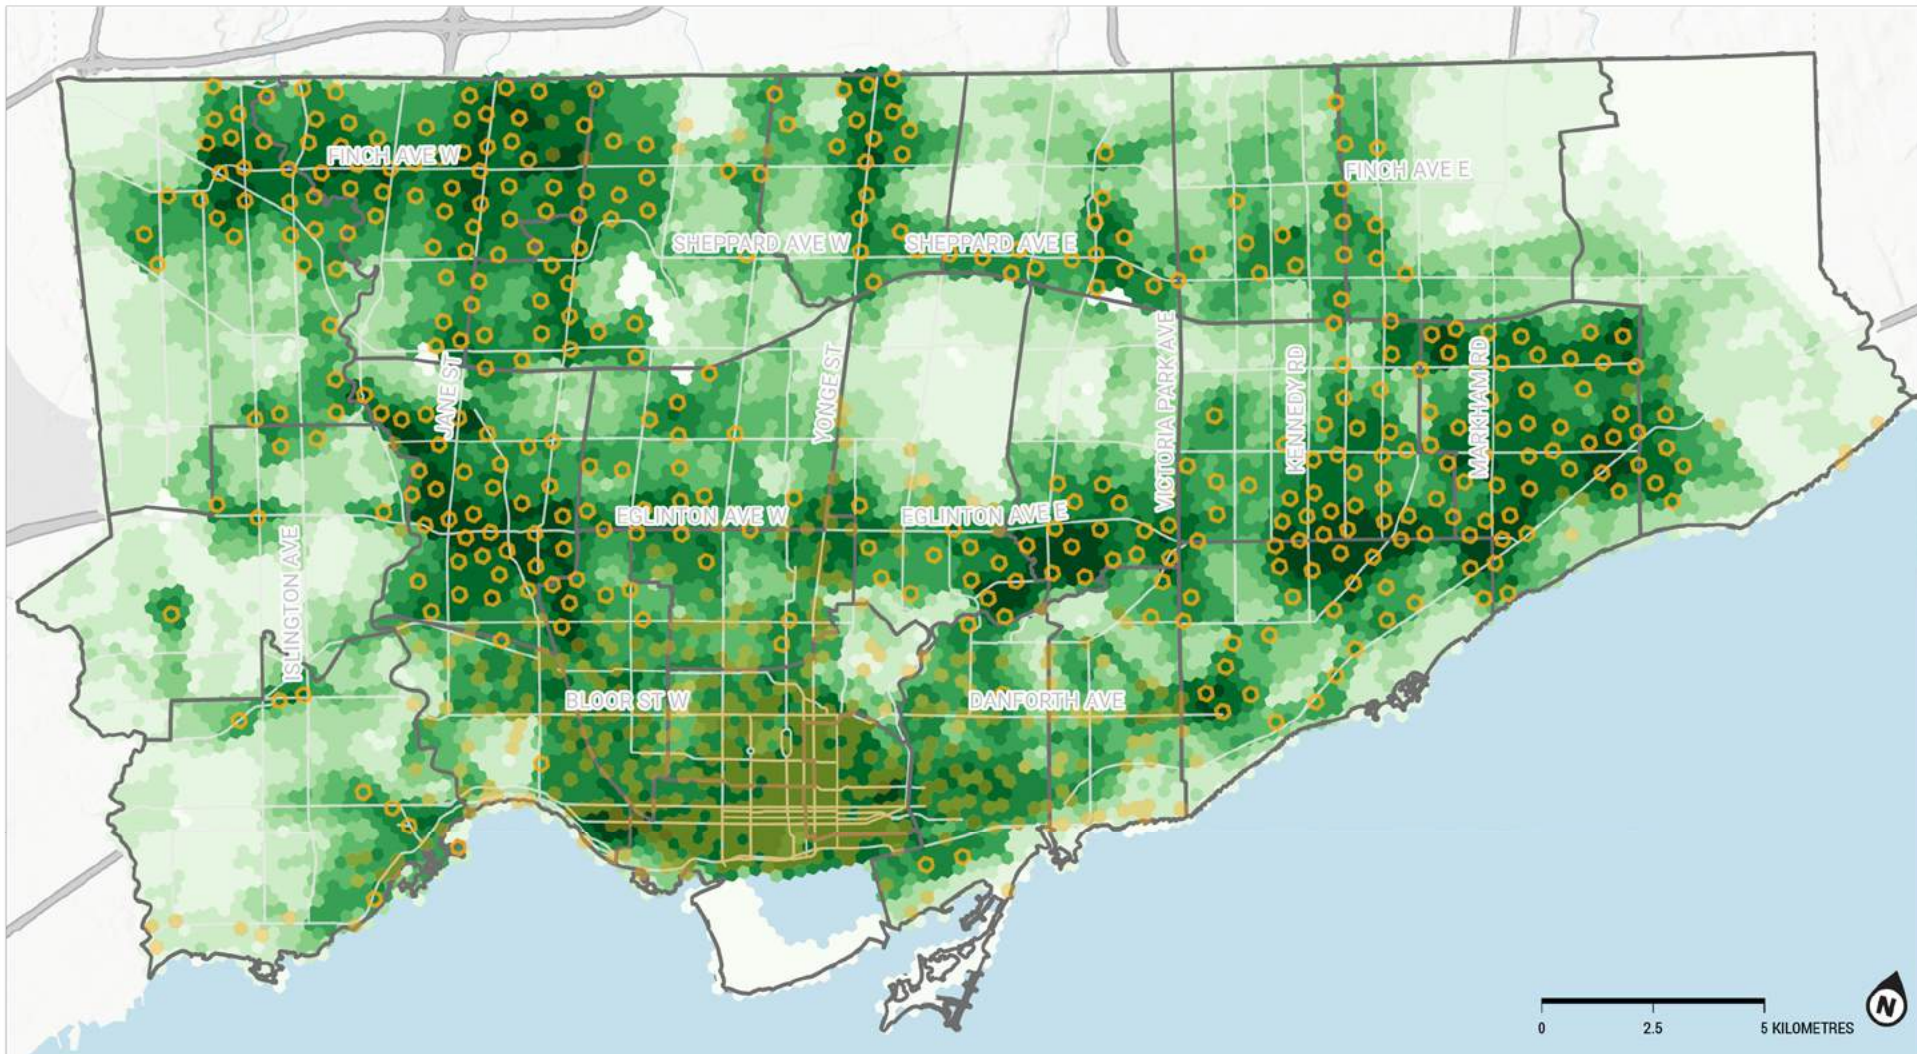 FINCH AVE W
FINCH AVE E
SHEPPARD AVE W
SHEPPARD AVE E
JANE ST
YONGE ST
VICTORIA PARK AVE
KENNEDY RD
MARKHAM RD
EGLINTON AVE W
EGLINTON AVE E
ISLINGTON AVE
BLOOR ST W
DANFORTH AVE
N
0 2.5 5 KILOMETRES